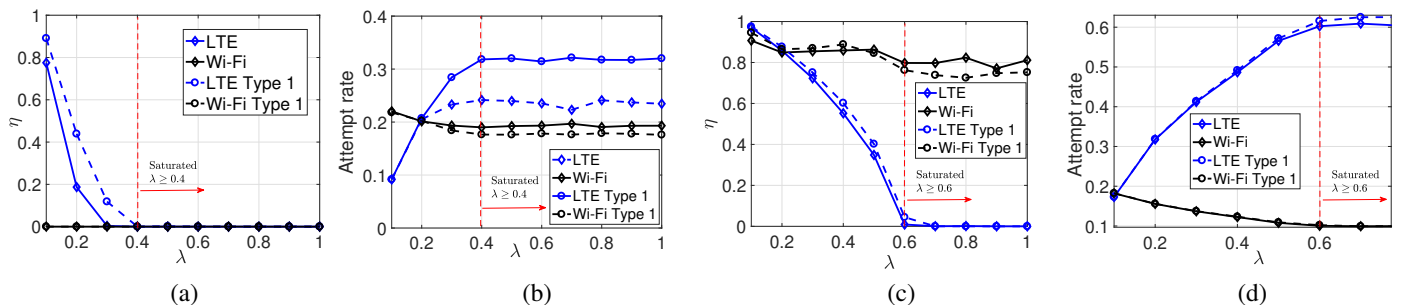 1
0.8
0.6
0.4
0.2
0
η
0.2
0.4
0.6
0.8
1
λ
LTE
Wi-Fi
LTE Type 1
Wi-Fi Type 1
Saturated
λ ≥ 0.4
(a)
0.4
0.3
0.2
0.1
0
Attempt rate
0.2
0.4
0.6
0.8
1
λ
LTE
Wi-Fi
LTE Type 1
Wi-Fi Type 1
Saturated
λ ≥ 0.4
(b)
1
0.8
0.6
0.4
0.2
0
η
0.2
0.4
0.6
0.8
1
λ
LTE
Wi-Fi
LTE Type 1
Wi-Fi Type 1
Saturated
λ ≥ 0.6
(c)
0.6
0.5
0.4
0.3
0.2
0.1
Attempt rate
0.2
0.4
0.6
λ
LTE
Wi-Fi
LTE Type 1
Wi-Fi Type 1
Saturated
λ ≥ 0.6
(d)